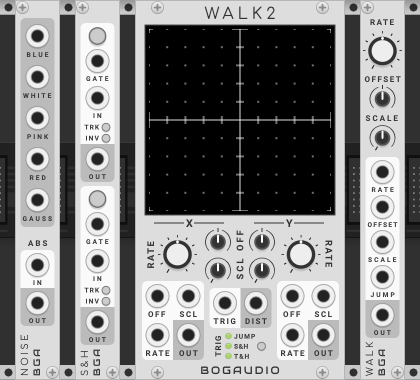 BLUE
WHITE
PINK
RED
GAUSS
ABS
IN
OUT
NOISE
BGA
GATE
IN
TRK
INV
OUT
GATE
IN
TRK
INV
OUT
S&H
BGA
WALK2
X
Y
RATE
OFF
SCL
RATE
OFF
SCL
RATE
OUT
TRIG
DIST
OFF
SCL
RATE
OUT
TRIG
JUMP
S&H
T&H
BOGAUDIO
RATE
OFFSET
SCALE
RATE
OFFSET
SCALE
JUMP
OUT
WALK
BGA